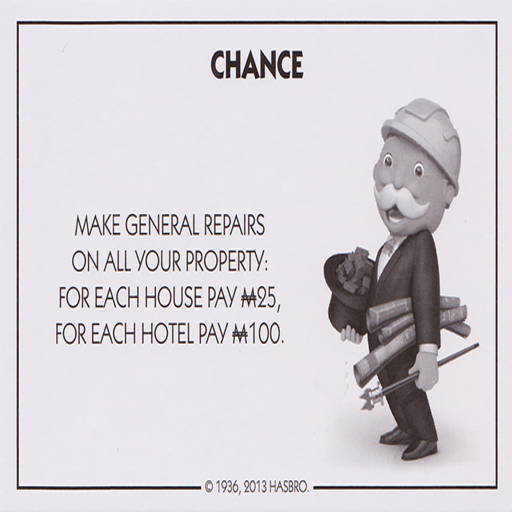 CHANCE
MAKE GENERAL REPAIRS
ON ALL YOUR PROPERTY:
FOR EACH HOUSE PAY ₩25,
FOR EACH HOTEL PAY ₩100.
© 1936, 2013 HASBRO.